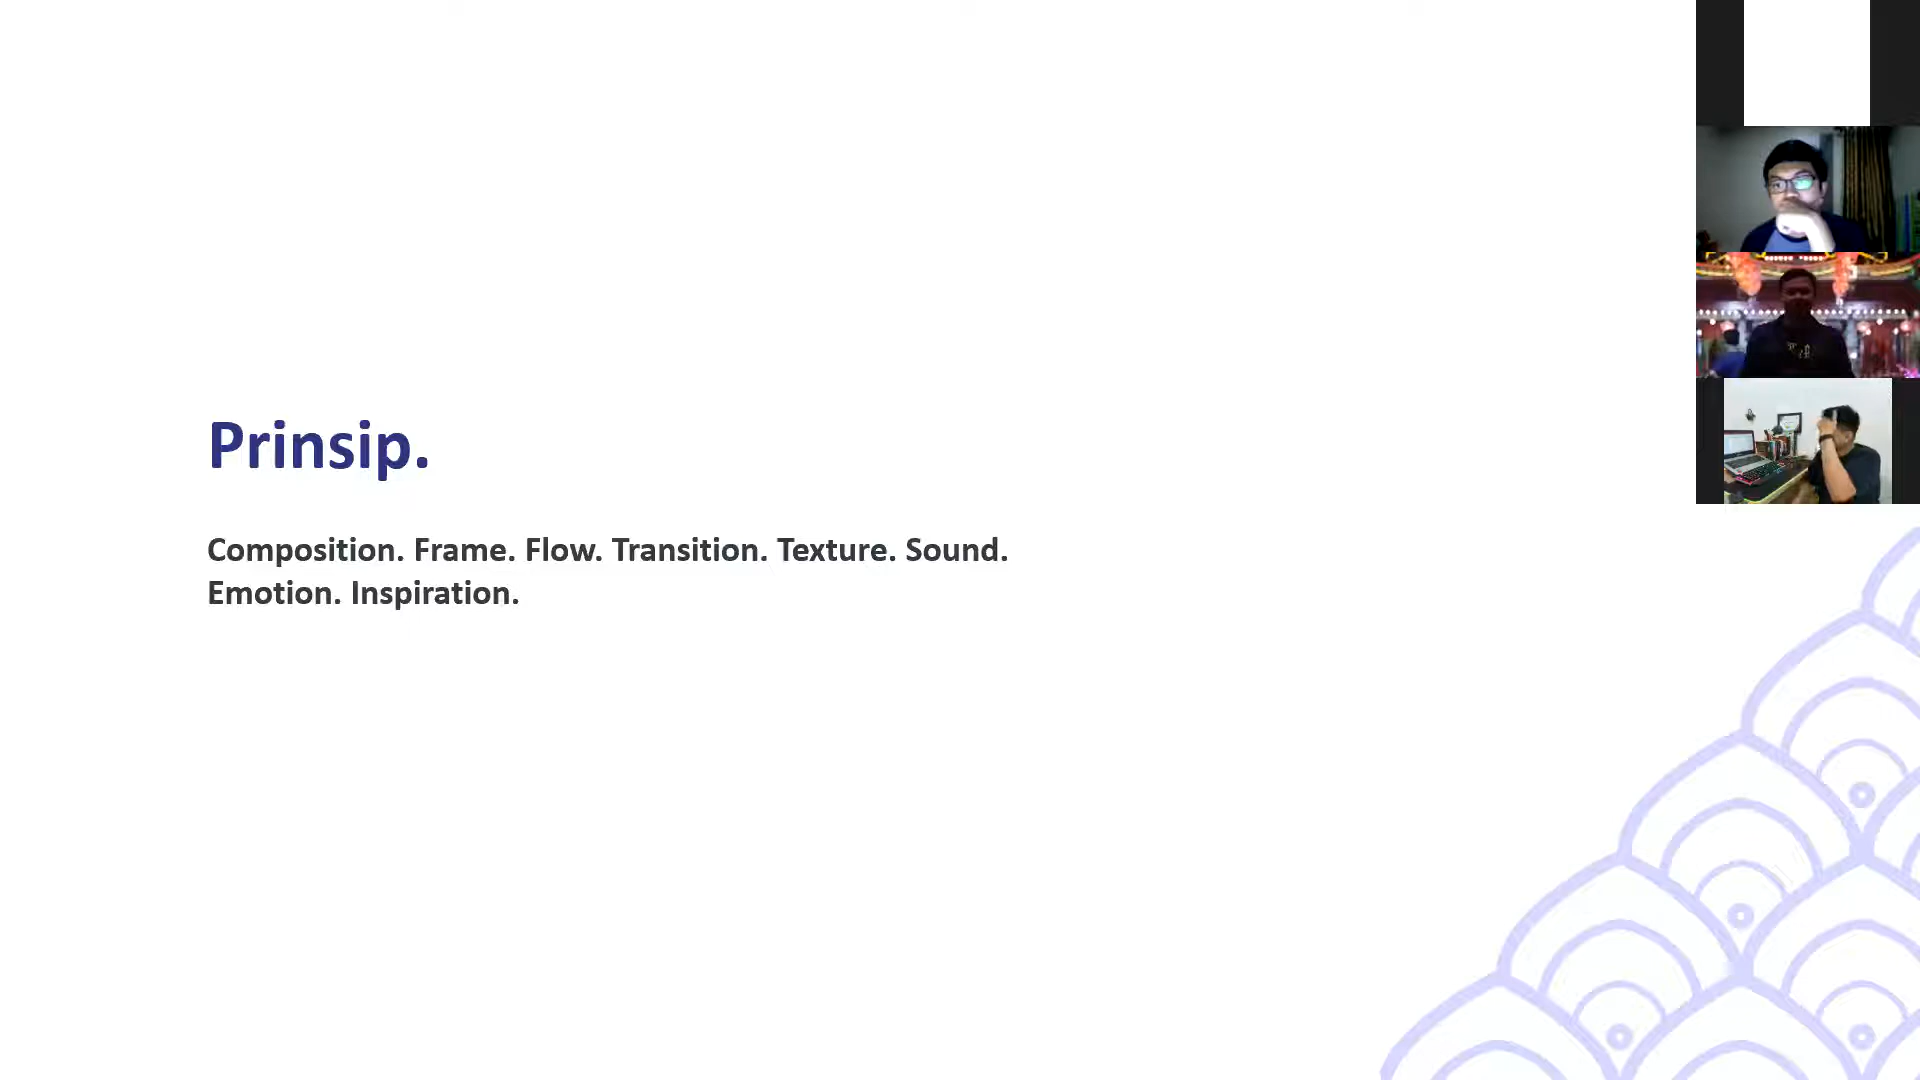 Prinsip.
Composition. Frame. Flow. Transition. Texture. Sound.
Emotion. Inspiration.